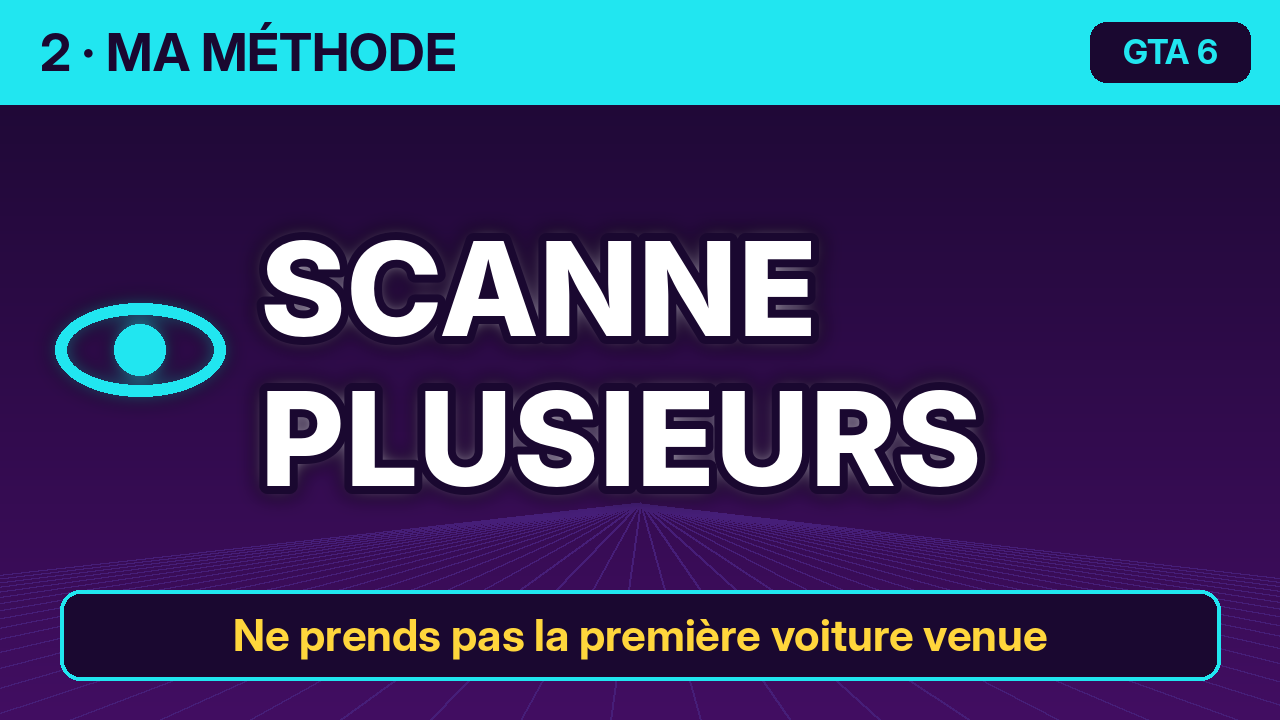 2 · MA MÉTHODE
GTA 6
SCANNE
PLUSIEURS
Ne prends pas la première voiture venue